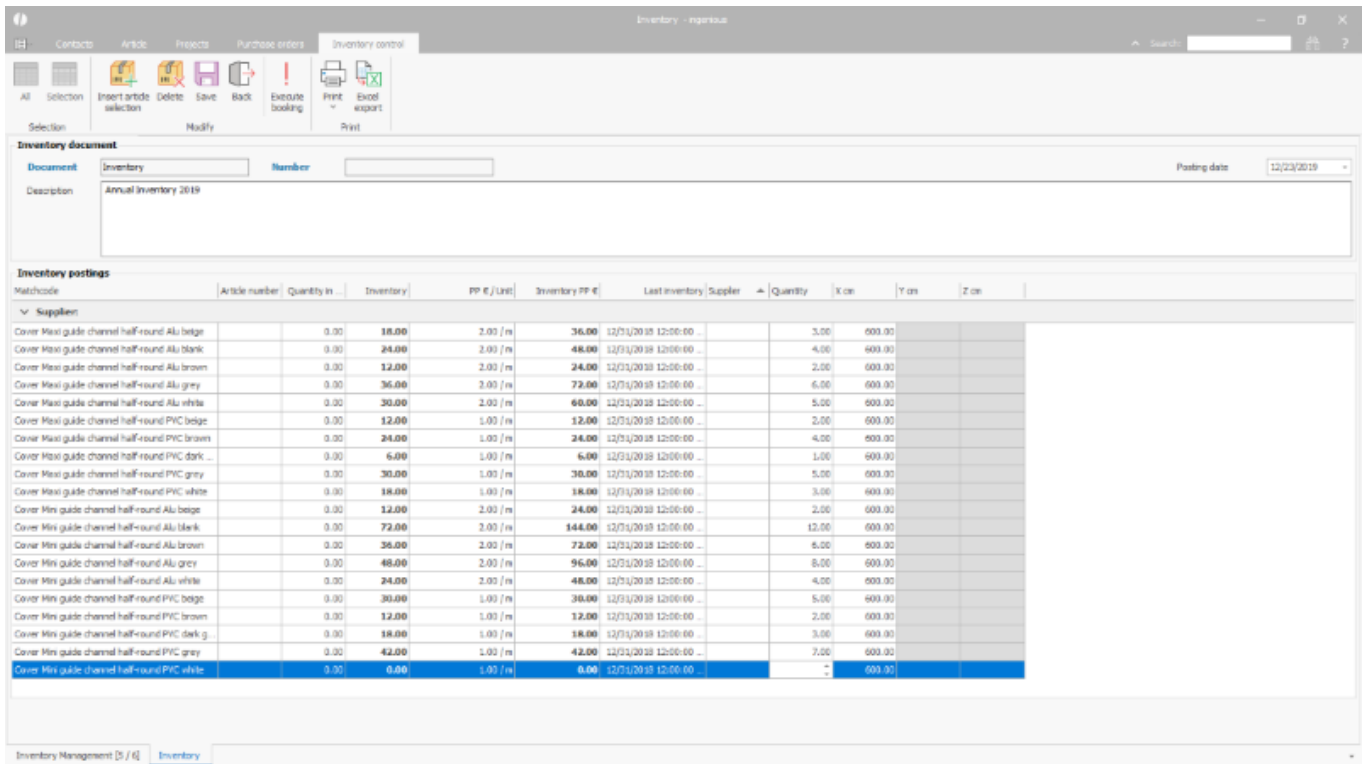 Inventory - ingenious
Contacts Article Projects Purchase orders Inventory control Search: ?
All Selection Insert article selection Delete Save Back Execute booking Print Excel export
Selection Modify Print
Inventory document
Document Inventory Number Posting date 12/23/2019
Description Annual Inventory 2019
Inventory postings
Matchcode Article number Quantity in ... Inventory PP € / Unit Inventory PP € Last inventory Supplier Quantity X cm Y cm Z cm
Supplier:
Cover Maxi guide channel half-round Alu beige 0.00 18.00 2.00 / m 36.00 12/31/2018 12:00:00 ... 3.00 600.00
Cover Maxi guide channel half-round Alu blank 0.00 24.00 2.00 / m 48.00 12/31/2018 12:00:00 ... 4.00 600.00
Cover Maxi guide channel half-round Alu brown 0.00 12.00 2.00 / m 24.00 12/31/2018 12:00:00 ... 2.00 600.00
Cover Maxi guide channel half-round Alu grey 0.00 36.00 2.00 / m 72.00 12/31/2018 12:00:00 ... 6.00 600.00
Cover Maxi guide channel half-round Alu white 0.00 30.00 2.00 / m 60.00 12/31/2018 12:00:00 ... 5.00 600.00
Cover Maxi guide channel half-round PVC beige 0.00 12.00 1.00 / m 12.00 12/31/2018 12:00:00 ... 2.00 600.00
Cover Maxi guide channel half-round PVC brown 0.00 24.00 1.00 / m 24.00 12/31/2018 12:00:00 ... 4.00 600.00
Cover Maxi guide channel half-round PVC dark ... 0.00 6.00 1.00 / m 6.00 12/31/2018 12:00:00 ... 1.00 600.00
Cover Maxi guide channel half-round PVC grey 0.00 30.00 1.00 / m 30.00 12/31/2018 12:00:00 ... 5.00 600.00
Cover Maxi guide channel half-round PVC white 0.00 18.00 1.00 / m 18.00 12/31/2018 12:00:00 ... 3.00 600.00
Cover Mini guide channel half-round Alu beige 0.00 12.00 2.00 / m 24.00 12/31/2018 12:00:00 ... 2.00 600.00
Cover Mini guide channel half-round Alu blank 0.00 72.00 2.00 / m 144.00 12/31/2018 12:00:00 ... 12.00 600.00
Cover Mini guide channel half-round Alu brown 0.00 36.00 2.00 / m 72.00 12/31/2018 12:00:00 ... 6.00 600.00
Cover Mini guide channel half-round Alu grey 0.00 48.00 2.00 / m 96.00 12/31/2018 12:00:00 ... 8.00 600.00
Cover Mini guide channel half-round Alu white 0.00 24.00 2.00 / m 48.00 12/31/2018 12:00:00 ... 4.00 600.00
Cover Mini guide channel half-round PVC beige 0.00 30.00 1.00 / m 30.00 12/31/2018 12:00:00 ... 5.00 600.00
Cover Mini guide channel half-round PVC brown 0.00 12.00 1.00 / m 12.00 12/31/2018 12:00:00 ... 2.00 600.00
Cover Mini guide channel half-round PVC dark g... 0.00 18.00 1.00 / m 18.00 12/31/2018 12:00:00 ... 3.00 600.00
Cover Mini guide channel half-round PVC grey 0.00 42.00 1.00 / m 42.00 12/31/2018 12:00:00 ... 7.00 600.00
Cover Mini guide channel half-round PVC white 0.00 0.00 1.00 / m 0.00 12/31/2018 12:00:00 ... 600.00
Inventory Management [5 / 6] Inventory